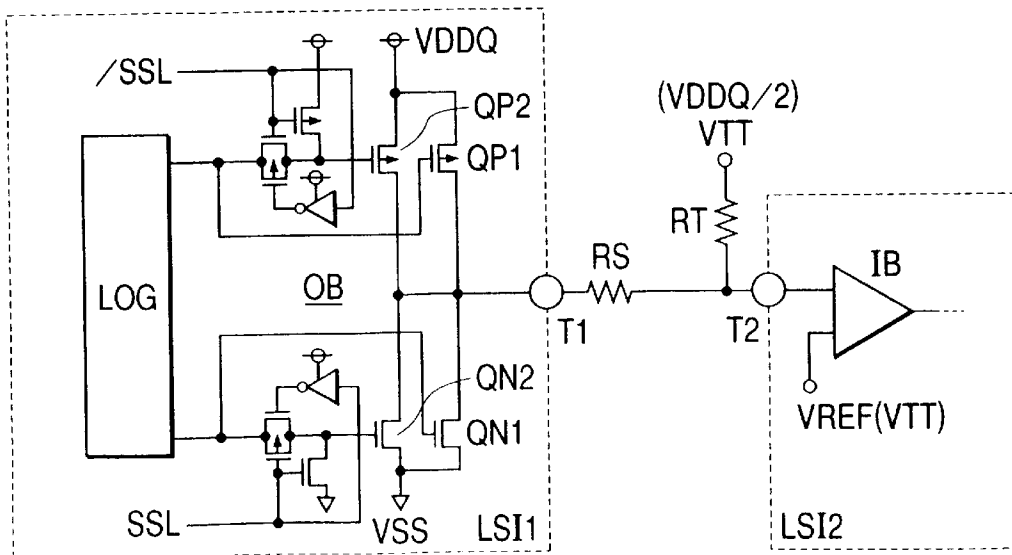 VDDQ
/SSL
QP2
QP1
(VDDQ/2)
VTT
RT
RS
IB
LOG
OB
T1
T2
QN2
QN1
VREF(VTT)
SSL
VSS
LSI1
LSI2